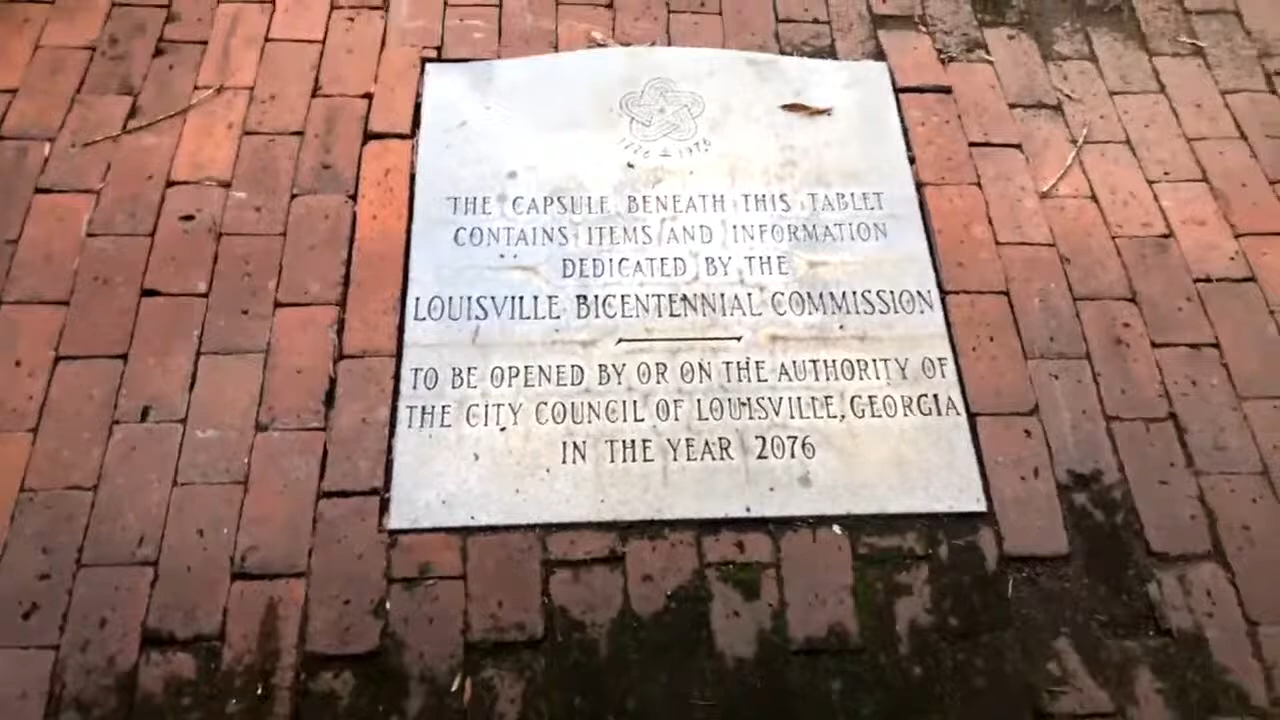 1776 - 1976
THE CAPSULE BENEATH THIS TABLET
CONTAINS ITEMS AND INFORMATION
DEDICATED BY THE
LOUISVILLE BICENTENNIAL COMMISSION
TO BE OPENED BY OR ON THE AUTHORITY OF
THE CITY COUNCIL OF LOUISVILLE, GEORGIA
IN THE YEAR 2076